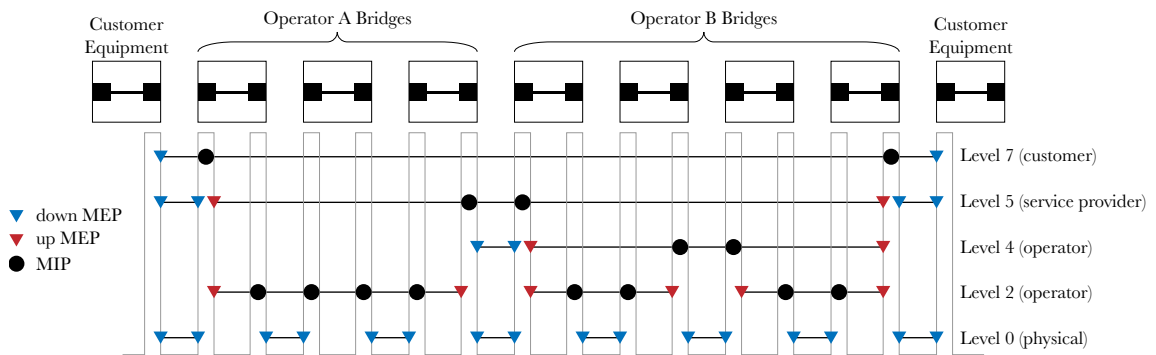 Customer
Equipment
Operator A Bridges
Operator B Bridges
Customer
Equipment
Level 7 (customer)
Level 5 (service provider)
down MEP
up MEP
MIP
Level 4 (operator)
Level 2 (operator)
Level 0 (physical)